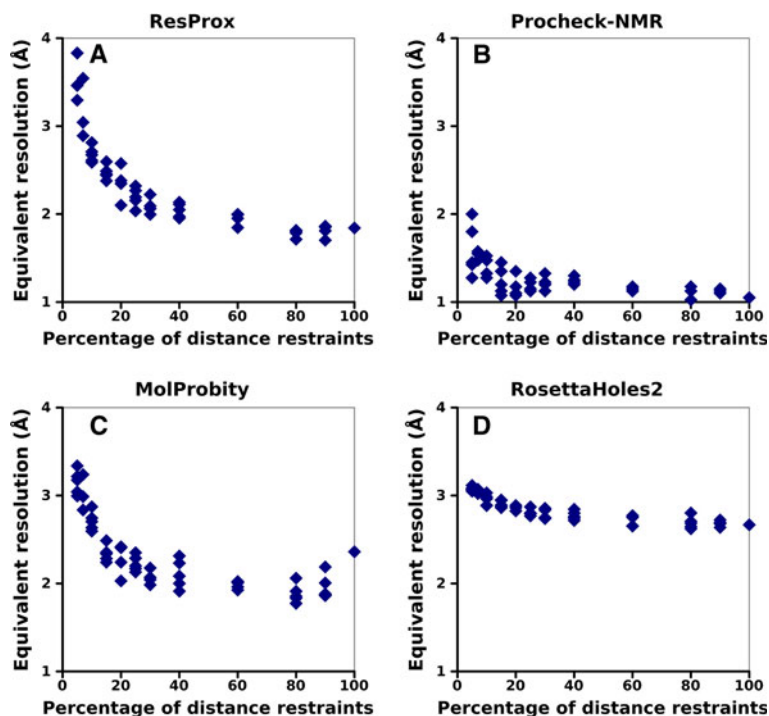 ResProx
A
Equivalent resolution (Å)
4
3
2
1
0 20 40 60 80 100
Percentage of distance restraints
Procheck-NMR
B
Equivalent resolution (Å)
4
3
2
1
0 20 40 60 80 100
Percentage of distance restraints
MolProbity
C
Equivalent resolution (Å)
4
3
2
1
0 20 40 60 80 100
Percentage of distance restraints
RosettaHoles2
D
Equivalent resolution (Å)
4
3
2
1
0 20 40 60 80 100
Percentage of distance restraints